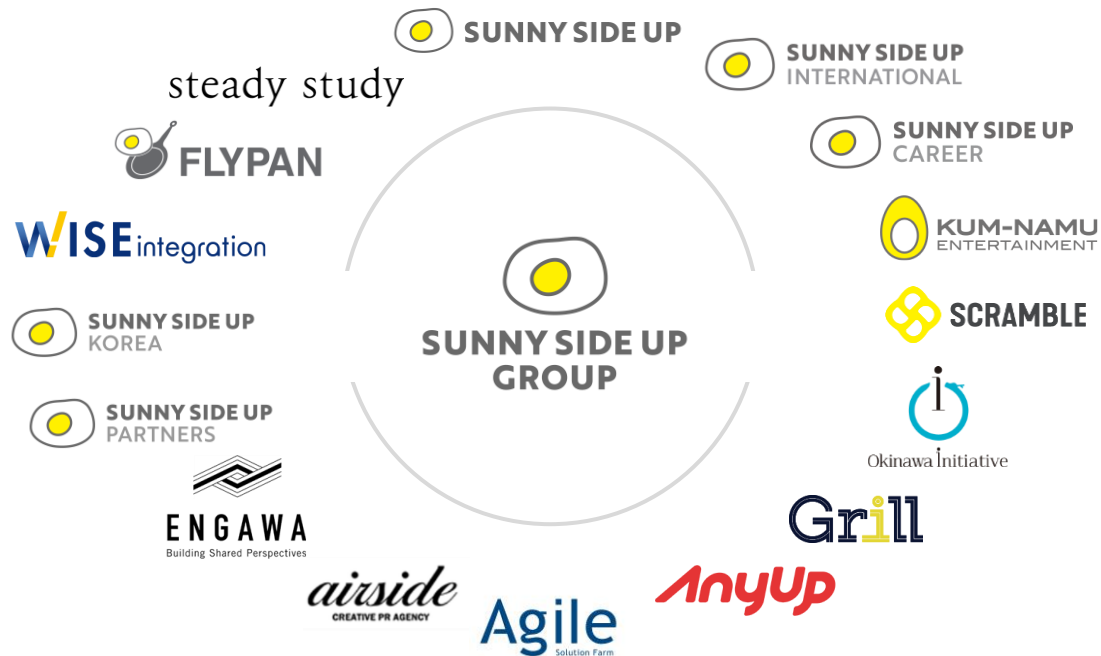 SUNNY SIDE UP
SUNNY SIDE UP
INTERNATIONAL
steady study
SUNNY SIDE UP
CAREER
FLYPAN
KUM-NAMU
ENTERTAINMENT
WISE integration
SUNNY SIDE UP
KOREA
SCRAMBLE
SUNNY SIDE UP
GROUP
SUNNY SIDE UP
PARTNERS
i
Okinawa initiative
ENGAWA
Building Shared Perspectives
Grill
AnyUp
airside
CREATIVE PR AGENCY
Agile
Solution Farm